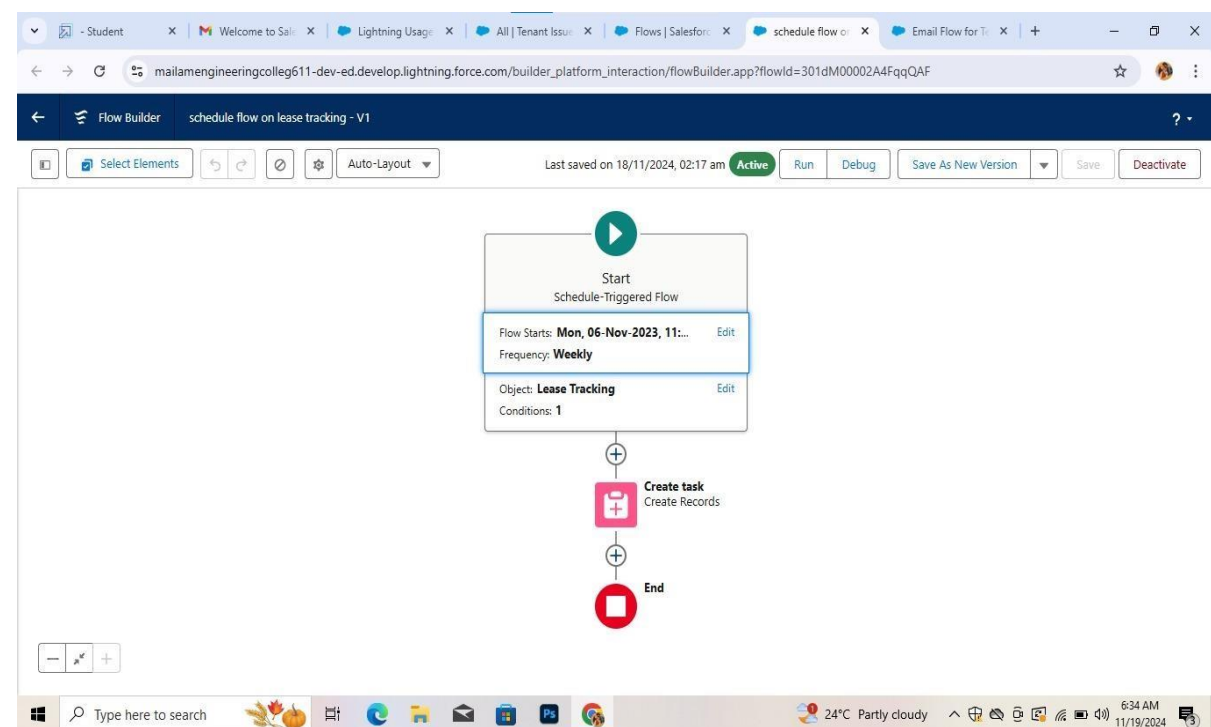 - Student
Welcome to Sale
Lightning Usage
All | Tenant Issu
Flows | Salesforc
schedule flow or
Email Flow for Te
mailamengineeringcolleg611-dev-ed.develop.lightning.force.com/builder_platform_interaction/flowBuilder.app?flowId=301dM00002A4FqqQAF
Flow Builder schedule flow on lease tracking - V1 ?
Select Elements Auto-Layout Last saved on 18/11/2024, 02:17 am Active Run Debug Save As New Version Save Deactivate
Start
Schedule-Triggered Flow
Flow Starts: Mon, 06-Nov-2023, 11:... Edit
Frequency: Weekly
Object: Lease Tracking Edit
Conditions: 1
Create task
Create Records
End
Type here to search Ps 24°C Partly cloudy 6:34 AM
11/19/2024 3